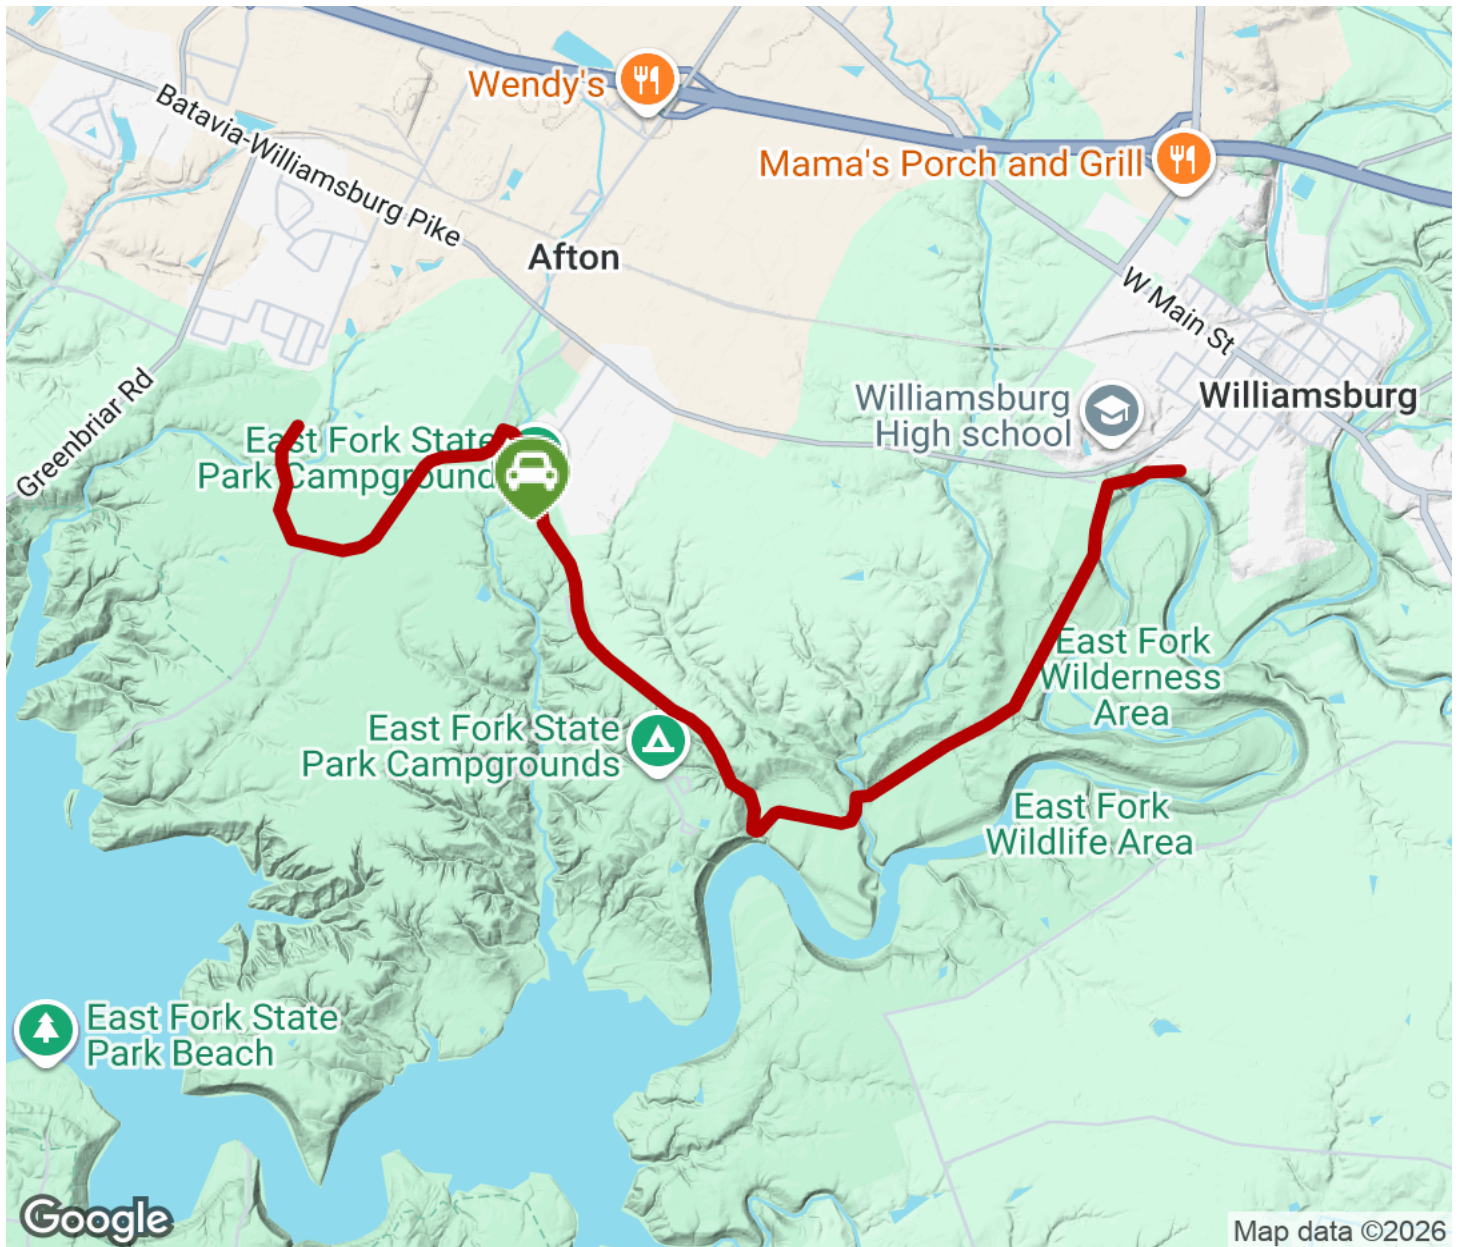 Wendy's
Batavia-Williamsburg Pike
Mama's Porch and Grill
Afton
W Main St
Greenbriar Rd
Williamsburg
High school
Williamsburg
East Fork State
Park Campground
East Fork
Wilderness
Area
East Fork State
Park Campgrounds
East Fork
Wildlife Area
East Fork State
Park Beach
Google
Map data ©2026